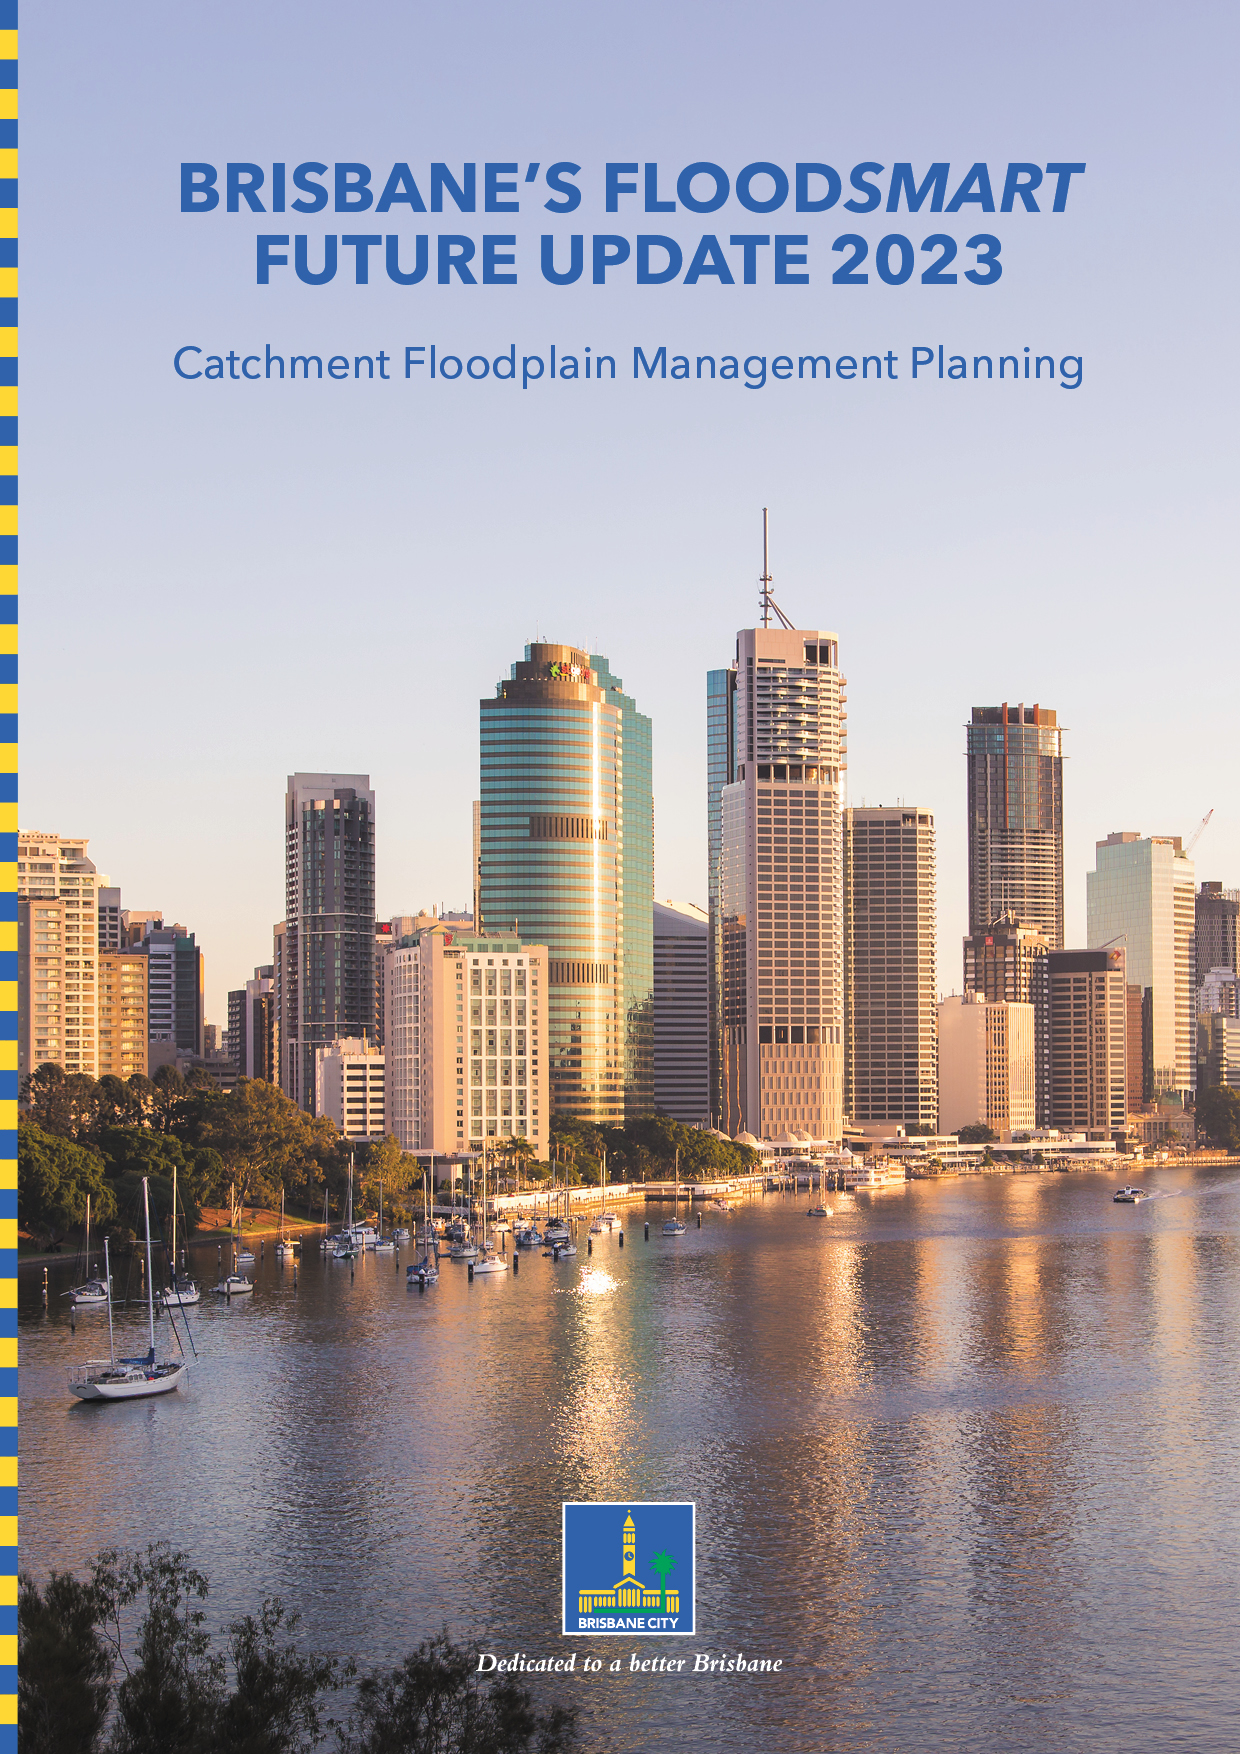 BRISBANE’S FLOODSMART
FUTURE UPDATE 2023
Catchment Floodplain Management Planning
BRISBANE CITY
Dedicated to a better Brisbane